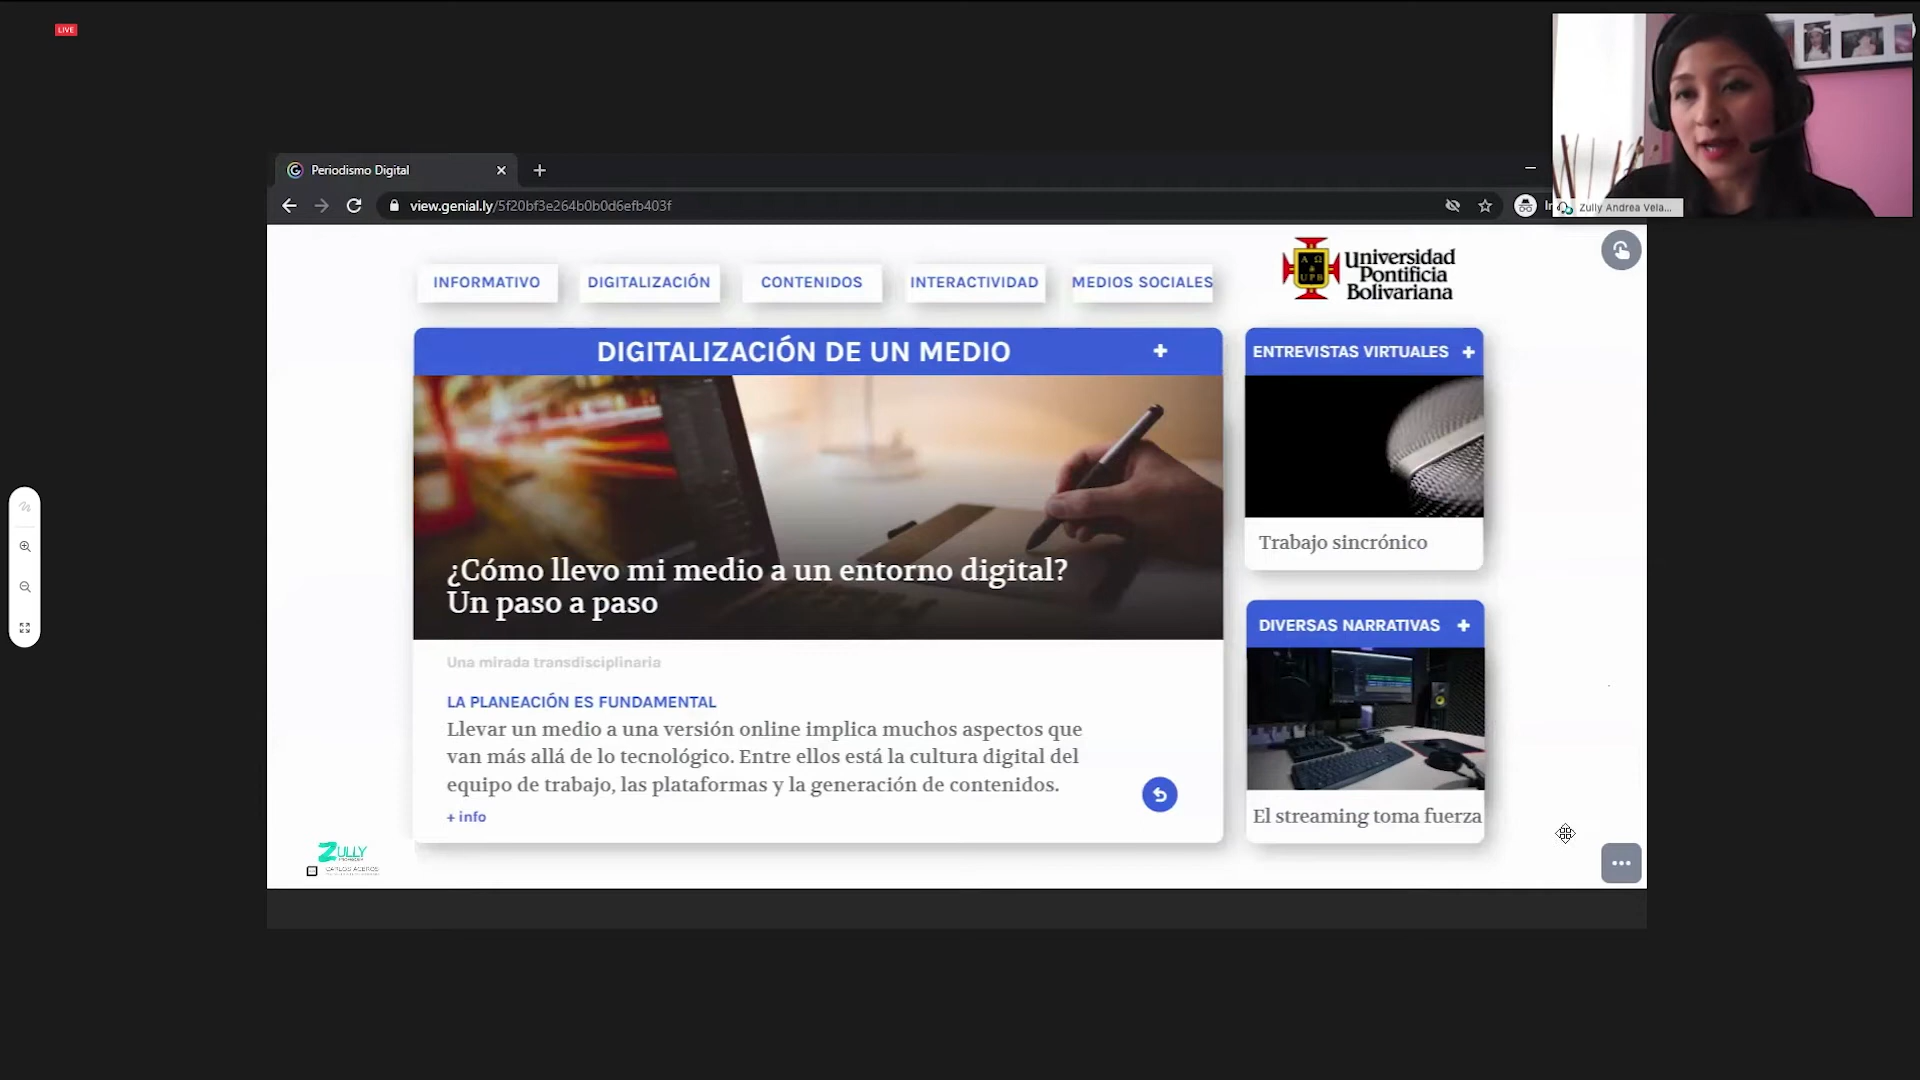 LIVE
Periodismo Digital
view.genial.ly/5f20bf3e264b0b0d6efb403f
In
Zully Andrea Vela...
INFORMATIVO
DIGITALIZACIÓN
CONTENIDOS
INTERACTIVIDAD
MEDIOS SOCIALES
Universidad
Pontificia
Bolivariana
A Ω
UPB
DIGITALIZACIÓN DE UN MEDIO +
¿Cómo llevo mi medio a un entorno digital?
Un paso a paso
Una mirada transdisciplinaria
LA PLANEACIÓN ES FUNDAMENTAL
Llevar un medio a una versión online implica muchos aspectos que
van más allá de lo tecnológico. Entre ellos está la cultura digital del
equipo de trabajo, las plataformas y la generación de contenidos.
+ info
ENTREVISTAS VIRTUALES +
Trabajo sincrónico
DIVERSAS NARRATIVAS +
El streaming toma fuerza
ZULLY
CARLOS ACEROS